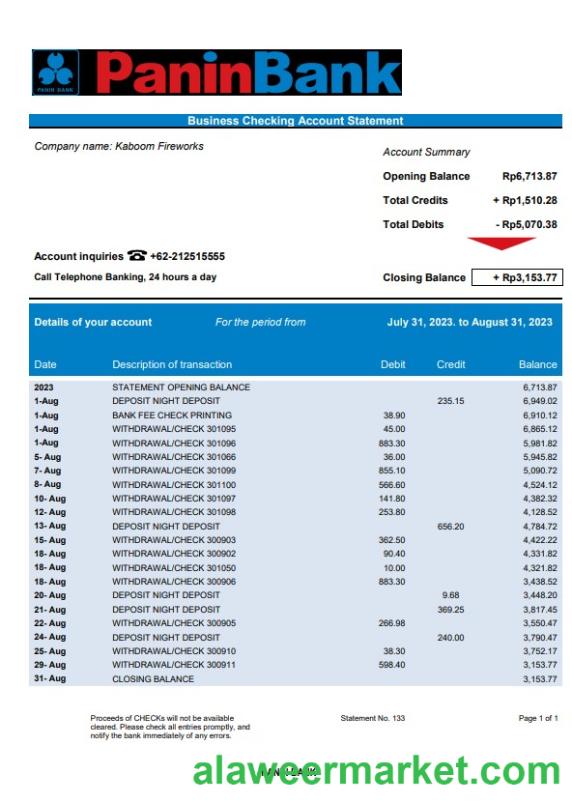 PANIN BANK
PaninBank
Business Checking Account Statement
Company name: Kaboom Fireworks
Account Summary
Opening Balance Rp6,713.87
Total Credits + Rp1,510.28
Total Debits - Rp5,070.38
Account inquiries ☎ +62-212515555
Call Telephone Banking, 24 hours a day
Closing Balance + Rp3,153.77
Details of your account For the period from July 31, 2023. to August 31, 2023
Date Description of transaction Debit Credit Balance
2023 STATEMENT OPENING BALANCE 6,713.87
1-Aug DEPOSIT NIGHT DEPOSIT 235.15 6,949.02
1-Aug BANK FEE CHECK PRINTING 38.90 6,910.12
1-Aug WITHDRAWAL/CHECK 301095 45.00 6,865.12
1-Aug WITHDRAWAL/CHECK 301096 883.30 5,981.82
5- Aug WITHDRAWAL/CHECK 301066 36.00 5,945.82
7- Aug WITHDRAWAL/CHECK 301099 855.10 5,090.72
8- Aug WITHDRAWAL/CHECK 301100 566.60 4,524.12
10- Aug WITHDRAWAL/CHECK 301097 141.80 4,382.32
12- Aug WITHDRAWAL/CHECK 301098 253.80 4,128.52
13- Aug DEPOSIT NIGHT DEPOSIT 656.20 4,784.72
15- Aug WITHDRAWAL/CHECK 300903 362.50 4,422.22
18- Aug WITHDRAWAL/CHECK 300902 90.40 4,331.82
18- Aug WITHDRAWAL/CHECK 301050 10.00 4,321.82
18- Aug WITHDRAWAL/CHECK 300906 883.30 3,438.52
20- Aug DEPOSIT NIGHT DEPOSIT 9.68 3,448.20
21- Aug DEPOSIT NIGHT DEPOSIT 369.25 3,817.45
22- Aug WITHDRAWAL/CHECK 300905 266.98 3,550.47
24- Aug DEPOSIT NIGHT DEPOSIT 240.00 3,790.47
25- Aug WITHDRAWAL/CHECK 300910 38.30 3,752.17
29- Aug WITHDRAWAL/CHECK 300911 598.40 3,153.77
31- Aug CLOSING BALANCE 3,153.77
Proceeds of CHECKs will not be available
cleared. Please check all entries promptly, and
notify the bank immediately of any errors.
Statement No. 133
Page 1 of 1
alaweermarket.com